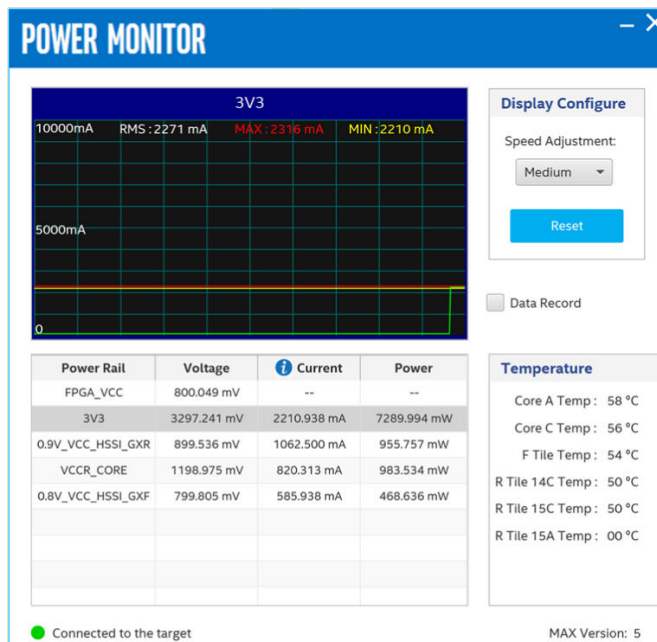 POWER MONITOR
3V3
10000mA RMS:2271 mA MAX:2316 mA MIN:2210 mA
5000mA
0
Display Configure
Speed Adjustment:
Medium
Reset
Data Record
Power Rail Voltage Current Power
FPGA_VCC 800.049 mV -- --
3V3 3297.241 mV 2210.938 mA 7289.994 mW
0.9V_VCC_HSSI_GXR 899.536 mV 1062.500 mA 955.757 mW
VCCR_CORE 1198.975 mV 820.313 mA 983.534 mW
0.8V_VCC_HSSI_GXF 799.805 mV 585.938 mA 468.636 mW
Temperature
Core A Temp: 58 °C
Core C Temp: 56 °C
F Tile Temp: 54 °C
R Tile 14C Temp: 50 °C
R Tile 15C Temp: 50 °C
R Tile 15A Temp: 00 °C
Connected to the target
MAX Version: 5